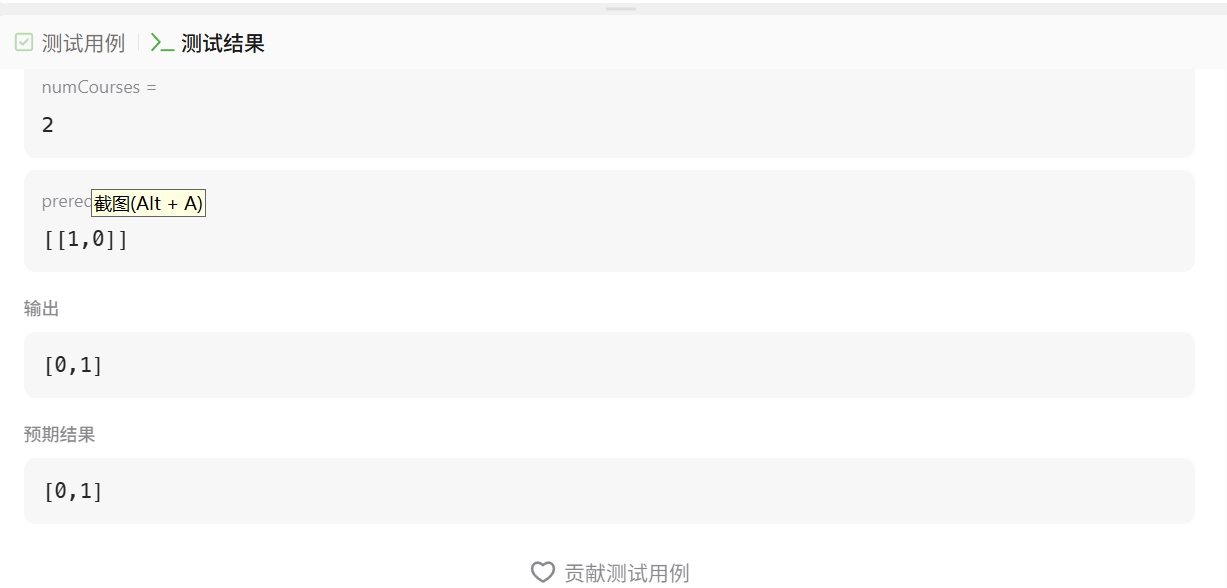 测试用例
测试结果
numCourses =
2
截图(Alt + A)
[[1,0]]
输出
[0,1]
预期结果
[0,1]
贡献测试用例